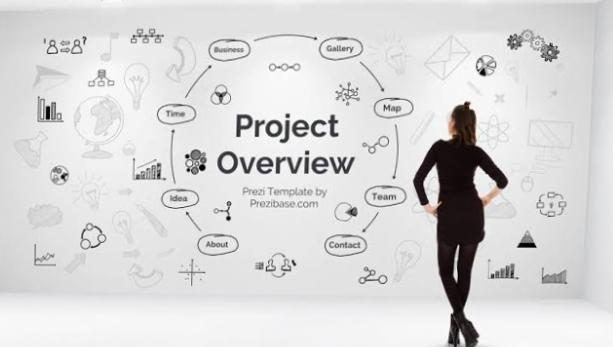 Business
Gallery
Time
Map
Project
Overview
Prezi Template by
Prezibase.com
Idea
Team
About
Contact
?